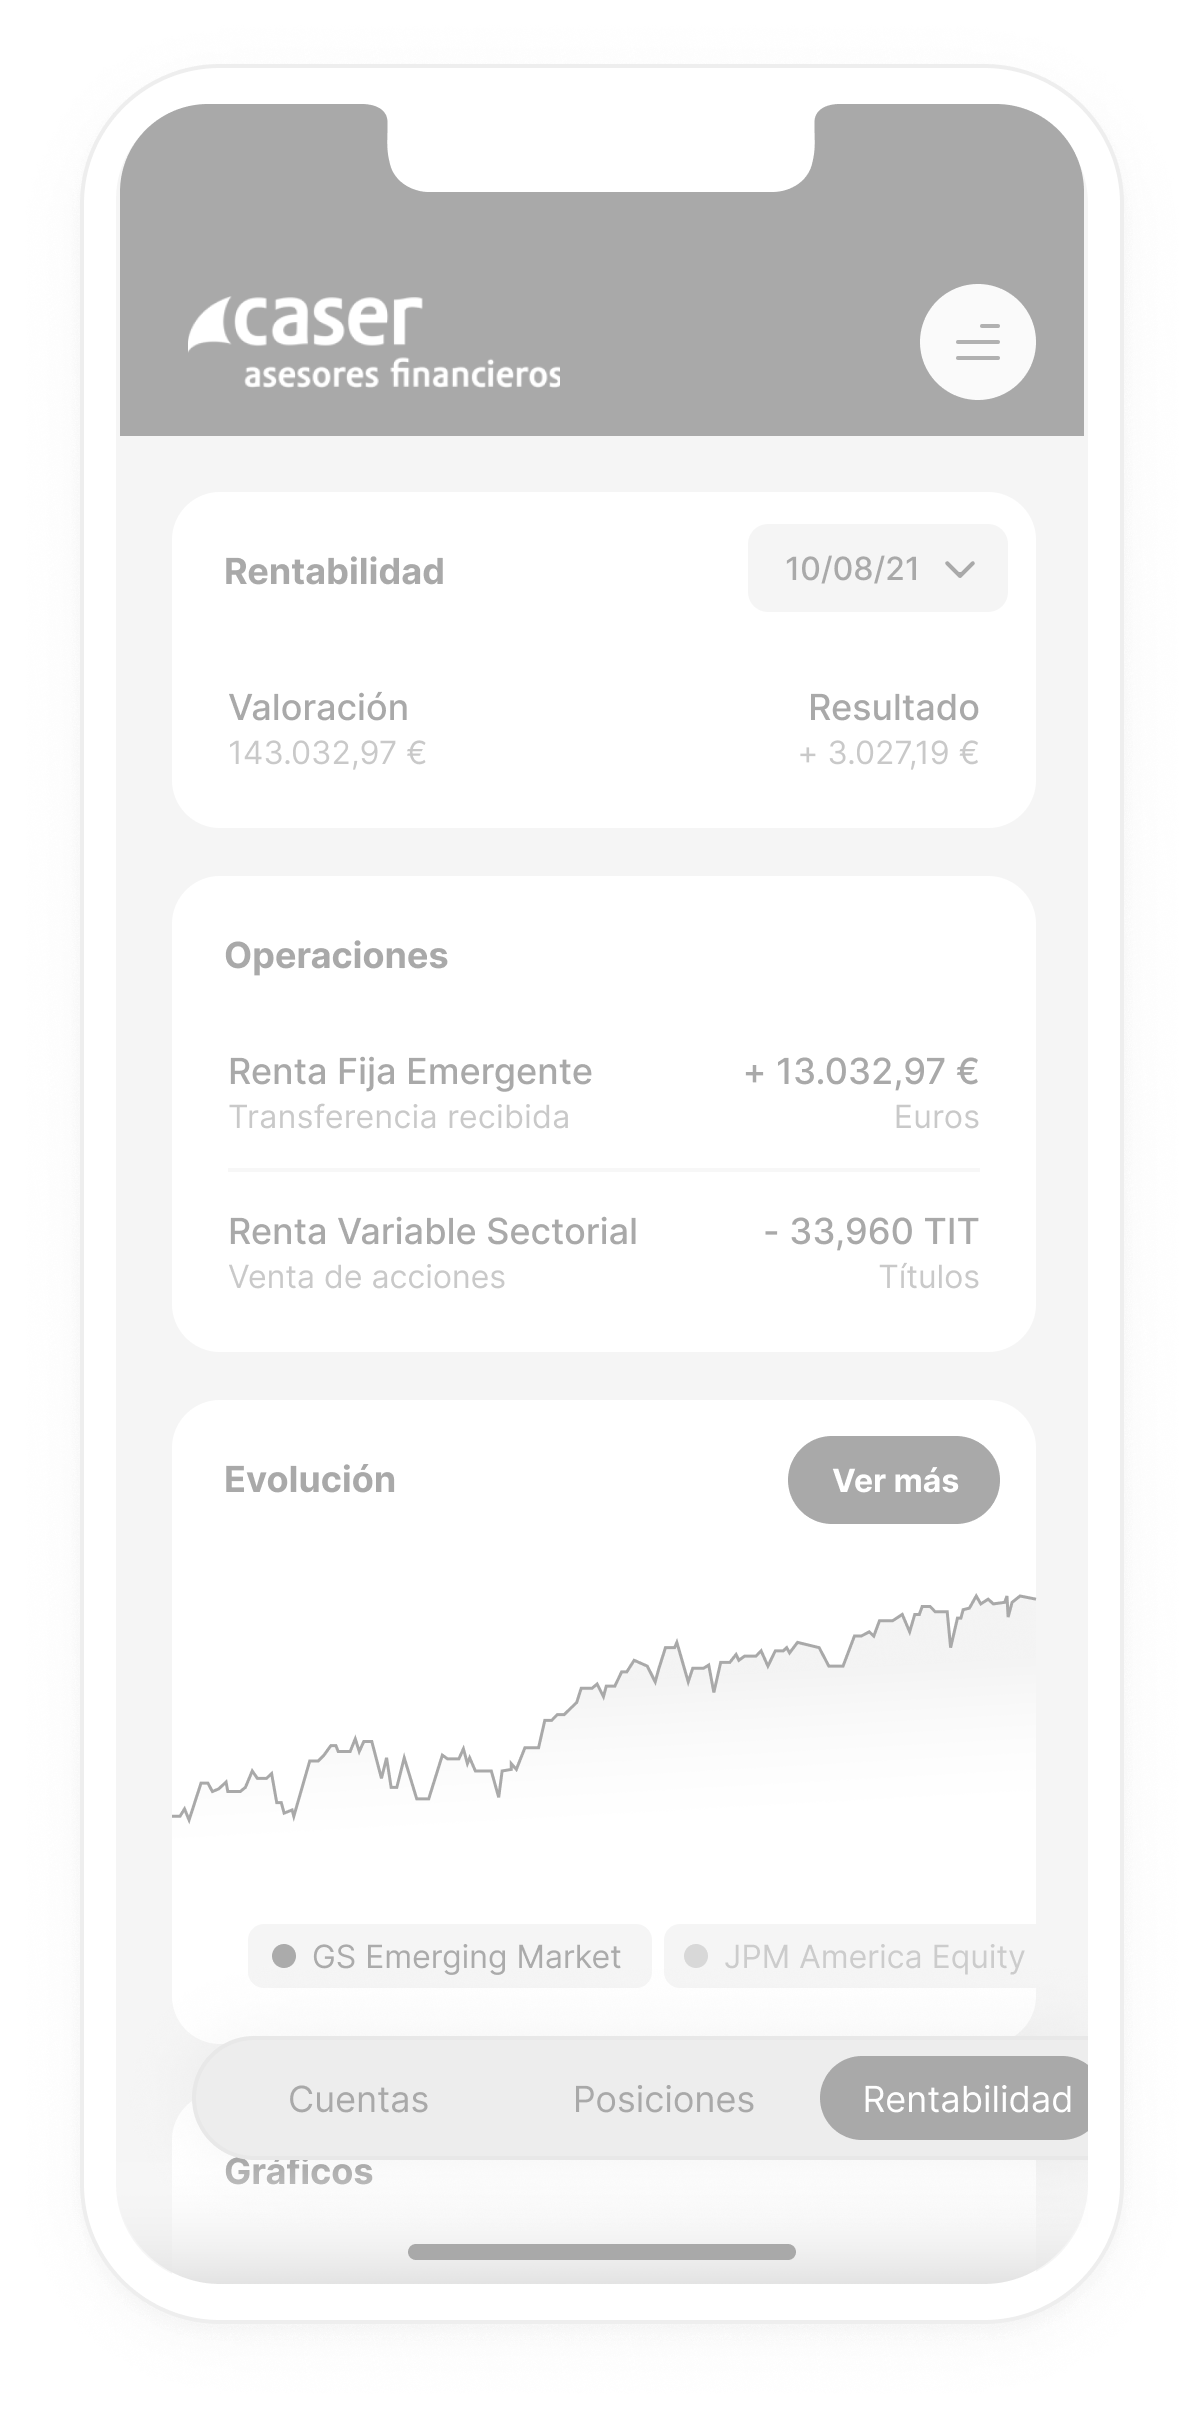 caser
asesores financieros
Rentabilidad
10/08/21
Valoración
Resultado
143.032,97 €
+ 3.027,19 €
Operaciones
Renta Fija Emergente
+ 13.032,97 €
Transferencia recibida
Euros
Renta Variable Sectorial
- 33,960 TIT
Venta de acciones
Títulos
Evolución
Ver más
GS Emerging Market
JPM America Equity
Cuentas
Posiciones
Rentabilidad
Gráficos